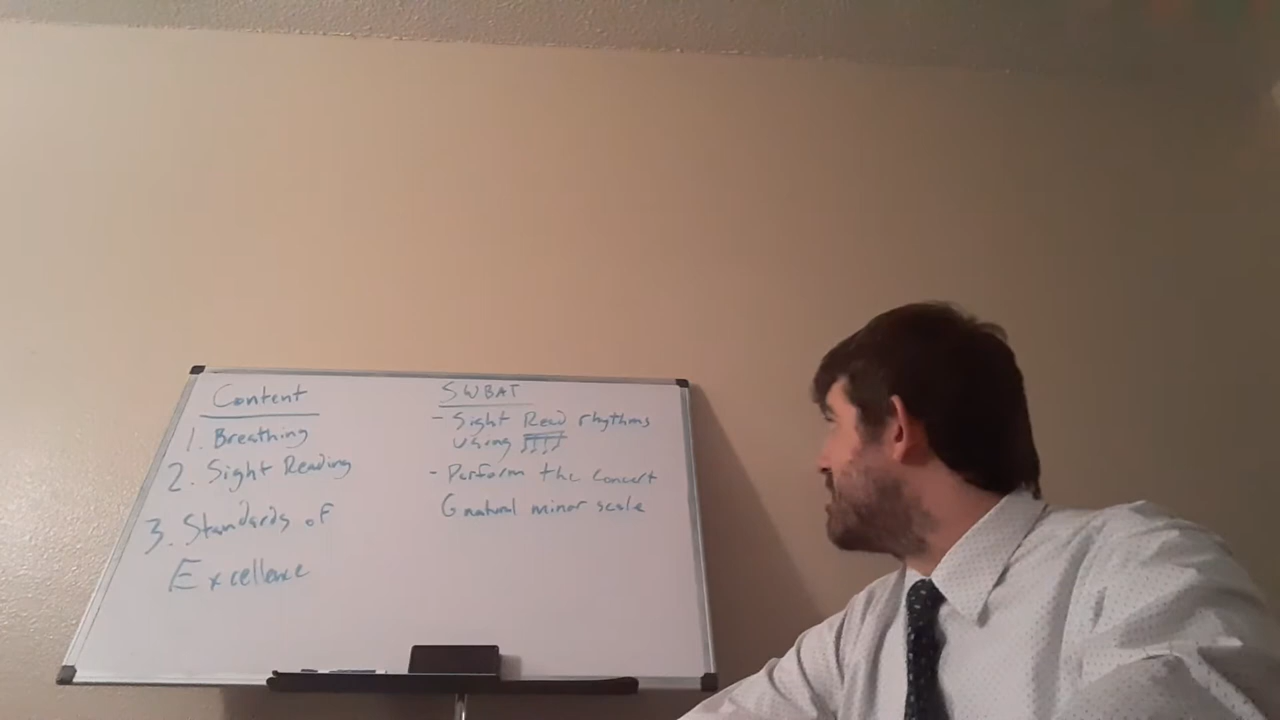 Content
1. Breathing
2. Sight Reading
3. Standards of
Excellence
SWBAT
- Sight Read rhythms
using
- Perform the concert
G natural minor scale